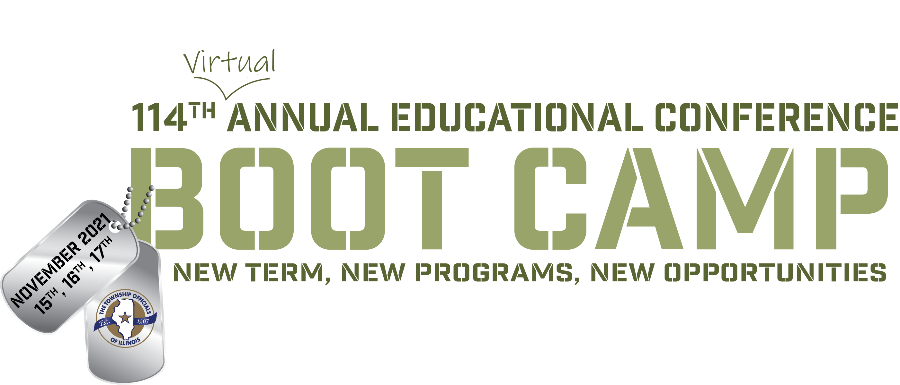 Virtual
114TH ANNUAL EDUCATIONAL CONFERENCE
BOOT CAMP
NEW TERM, NEW PROGRAMS, NEW OPPORTUNITIES
NOVEMBER 2021
15TH, 16TH, 17TH
THE TOWNSHIP OFFICIALS
OF ILLINOIS